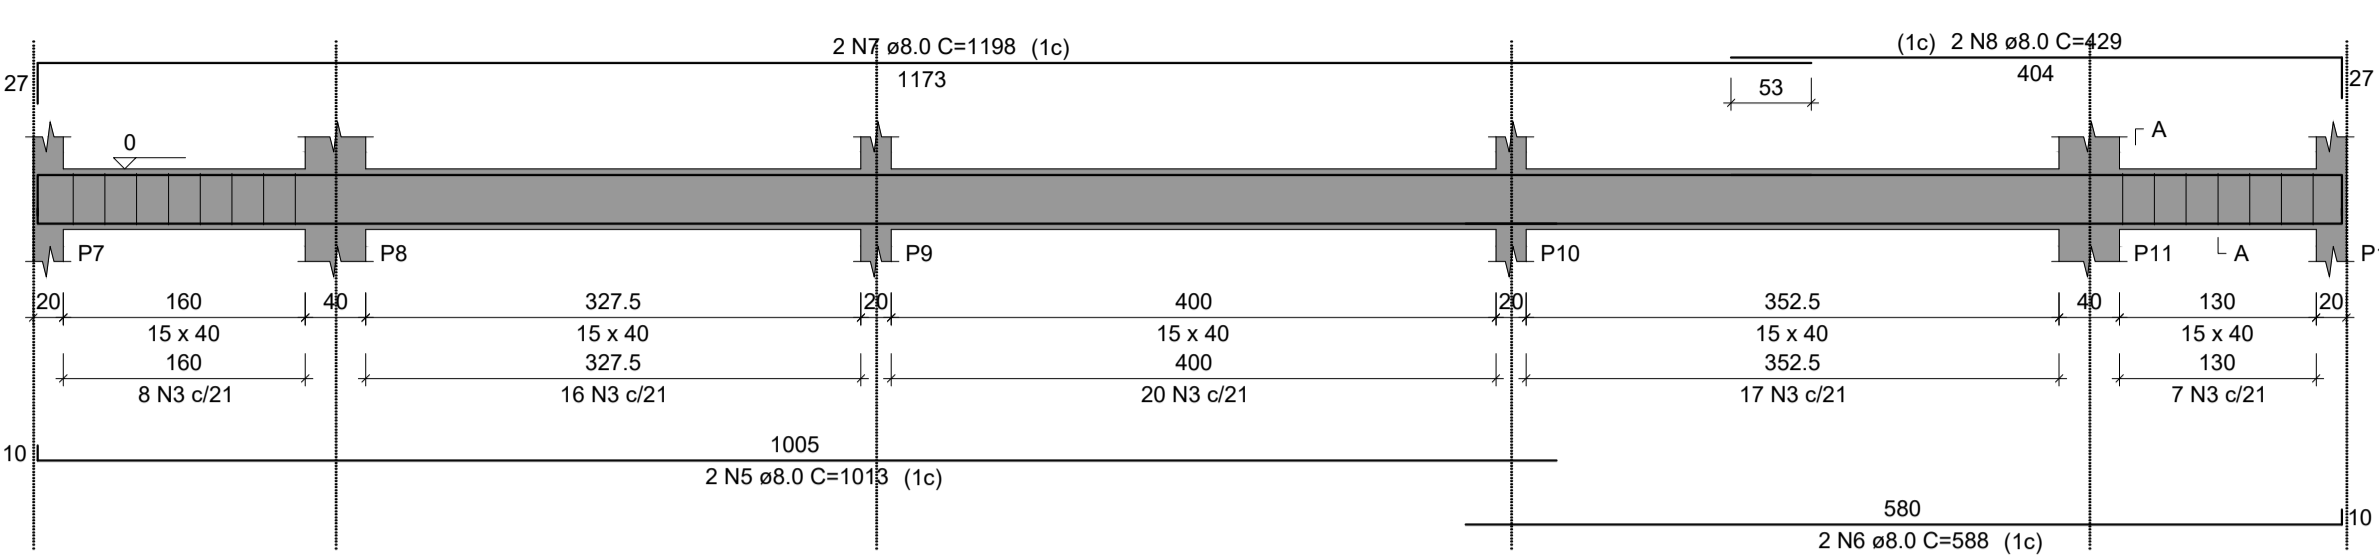 2 N7 ø8.0 C=1198 (1c)
(1c) 2 N8 ø8.0 C=429
27
1173
404
27
53
0
A
P7
P8
P9
P10
P11
A
P1
20
160
40
327.5
20
400
20
352.5
40
130
20
15 x 40
15 x 40
15 x 40
15 x 40
15 x 40
160
327.5
400
352.5
130
8 N3 c/21
16 N3 c/21
20 N3 c/21
17 N3 c/21
7 N3 c/21
10
1005
2 N5 ø8.0 C=1013 (1c)
580
10
2 N6 ø8.0 C=588 (1c)